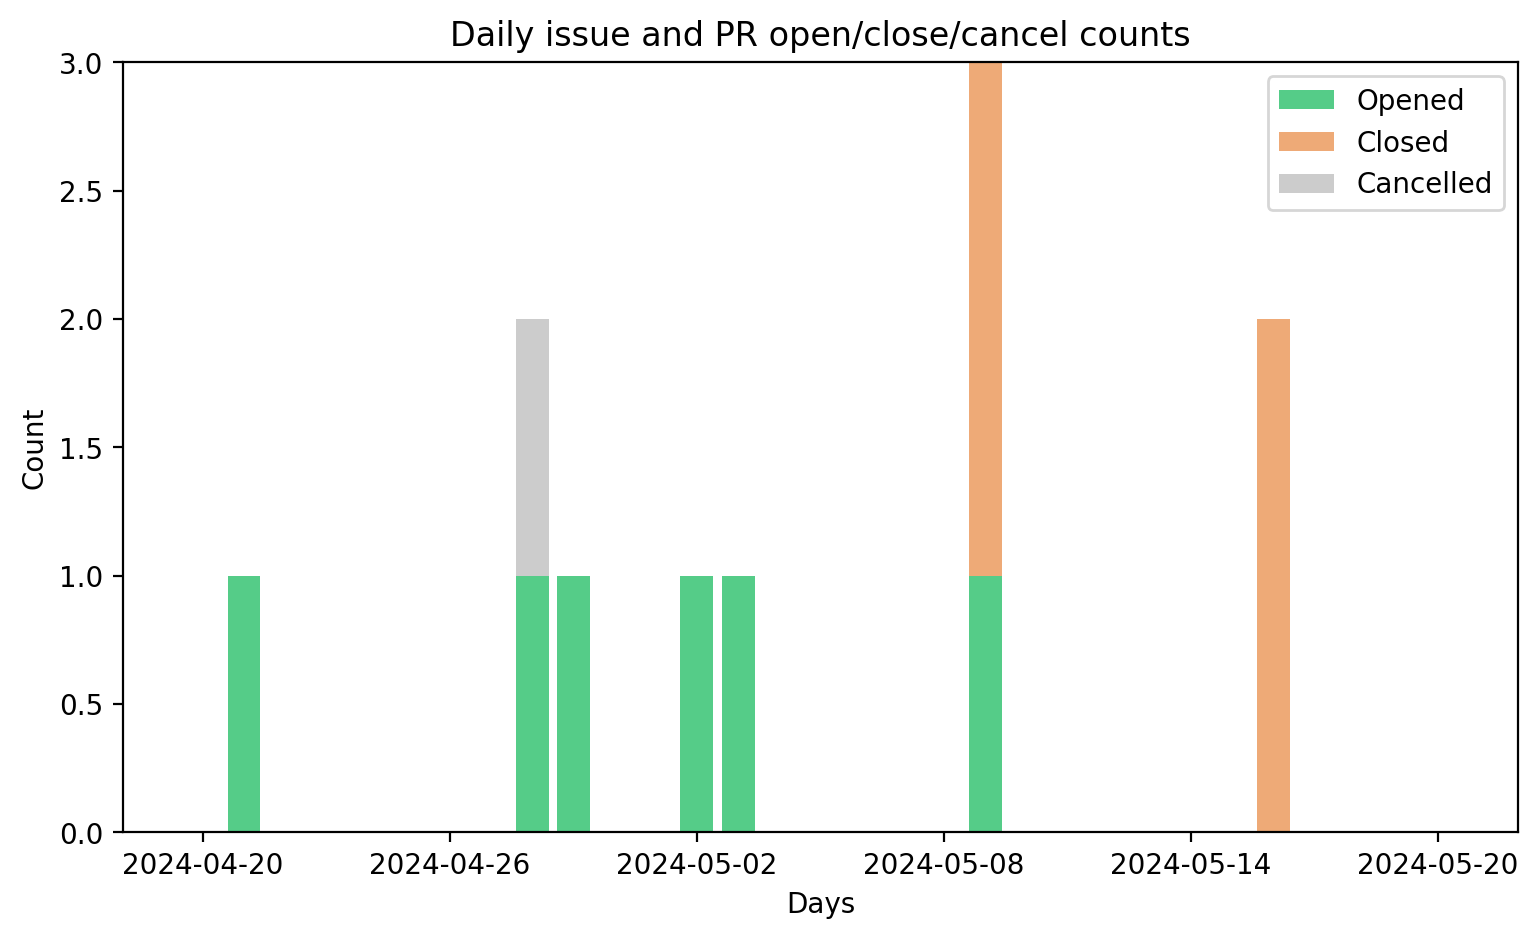 Daily issue and PR open/close/cancel counts
3.0
2.5
2.0
1.5
1.0
0.5
0.0
Count
Opened
Closed
Cancelled
2024-04-20 2024-04-26 2024-05-02 2024-05-08 2024-05-14 2024-05-20
Days